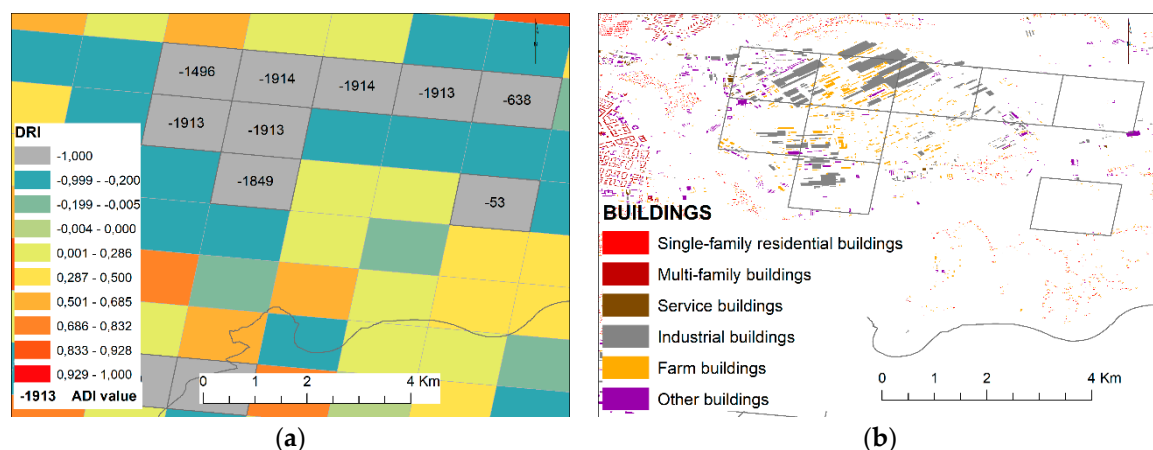 -1496
-1914
-1914
-1913
-638
-1913
-1913
-1849
-53
DRI
-1,000
-0,999 - -0,200
-0,199 - -0,005
-0,004 - 0,000
0,001 - 0,286
0,287 - 0,500
0,501 - 0,685
0,686 - 0,832
0,833 - 0,928
0,929 - 1,000
-1913 ADI value
0 1 2 4 Km
(a)
BUILDINGS
Single-family residential buildings
Multi-family buildings
Service buildings
Industrial buildings
Farm buildings
Other buildings
0 1 2 4 Km
(b)